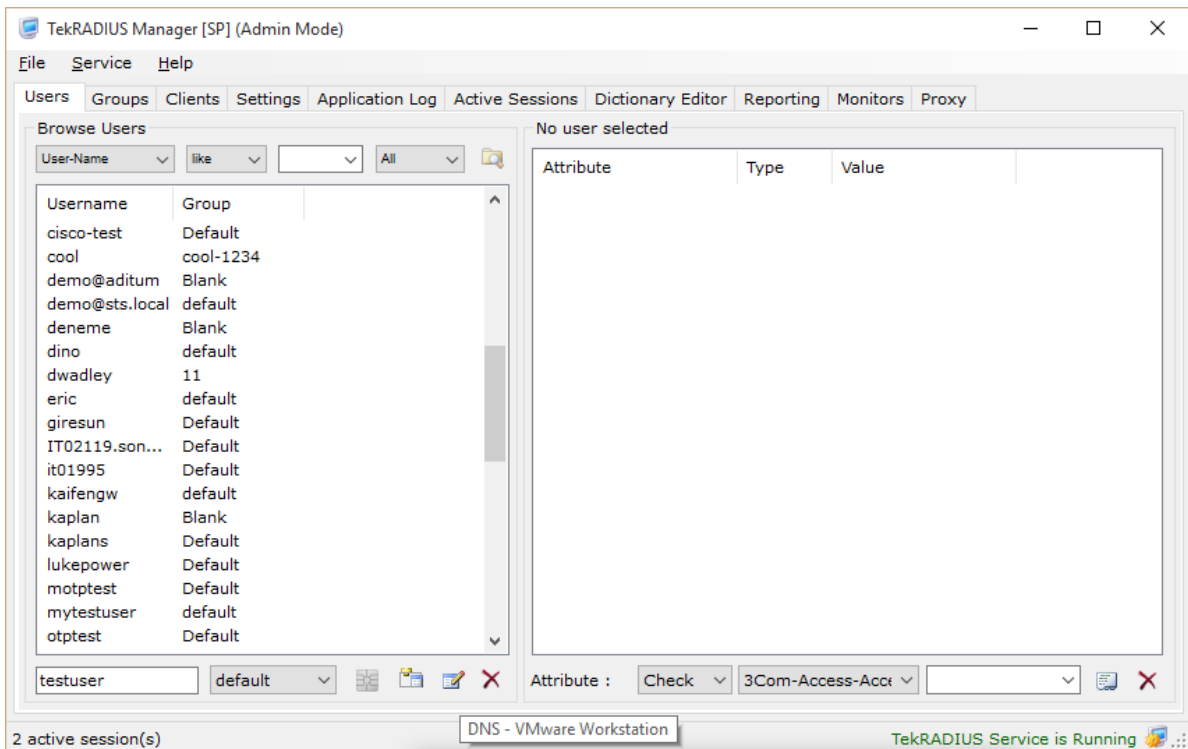 TekRADIUS Manager [SP] (Admin Mode)
File Service Help
Users Groups Clients Settings Application Log Active Sessions Dictionary Editor Reporting Monitors Proxy
Browse Users
User-Name like All
Username Group
cisco-test Default
cool cool-1234
demo@aditum Blank
demo@sts.local default
deneme Blank
dino default
dwadley 11
eric default
giresun Default
IT02119.son... Default
it01995 Default
kaifengw default
kaplan Blank
kaplans Default
lukepower Default
motptest Default
mytestuser default
otptest Default
testuser default
No user selected
Attribute Type Value
Attribute : Check 3Com-Access-Acce
DNS - VMware Workstation
2 active session(s) TekRADIUS Service is Running